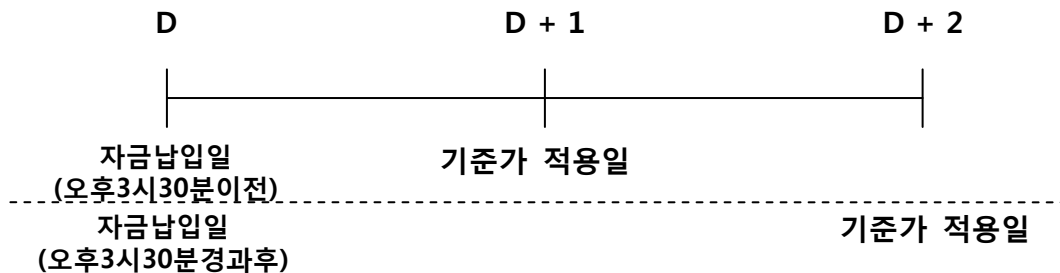 D D + 1 D + 2
자금납입일 기준가 적용일
(오후3시30분이전)
자금납입일 기준가 적용일
(오후3시30분경과후)